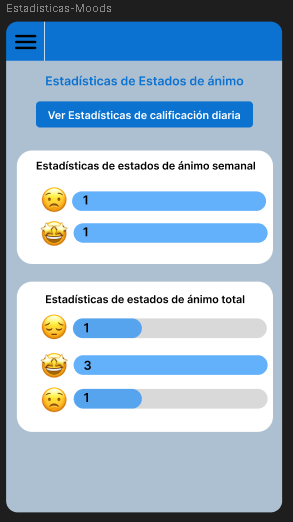 Estadisticas-Moods
Estadísticas de Estados de ánimo
Ver Estadísticas de calificación diaria
Estadísticas de estados de ánimo semanal
1
1
Estadísticas de estados de ánimo total
1
3
1